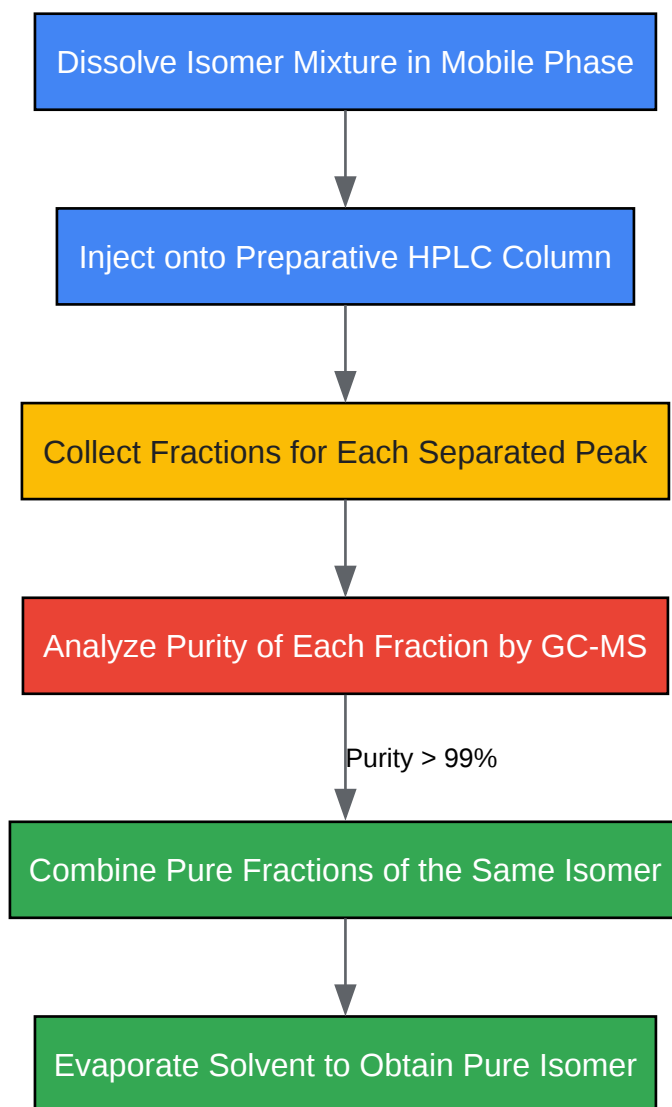 Dissolve Isomer Mixture in Mobile Phase
Inject onto Preparative HPLC Column
Collect Fractions for Each Separated Peak
Analyze Purity of Each Fraction by GC-MS
Purity > 99%
Combine Pure Fractions of the Same Isomer
Evaporate Solvent to Obtain Pure Isomer